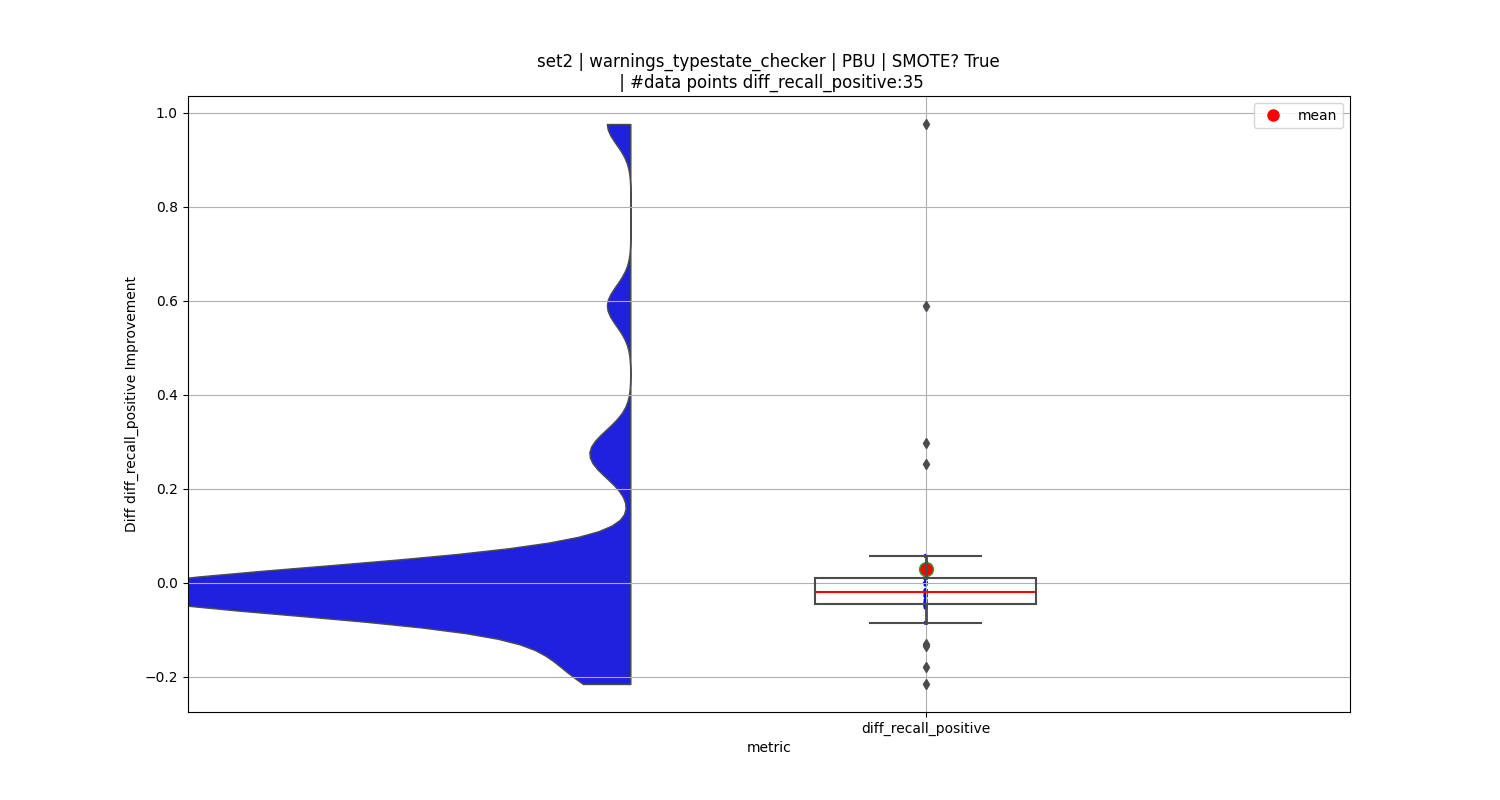 set2 | warnings_typestate_checker | PBU | SMOTE? True
| #data points diff_recall_positive:35
mean
1.0
0.8
0.6
0.4
0.2
0.0
−0.2
Diff diff_recall_positive Improvement
diff_recall_positive
metric